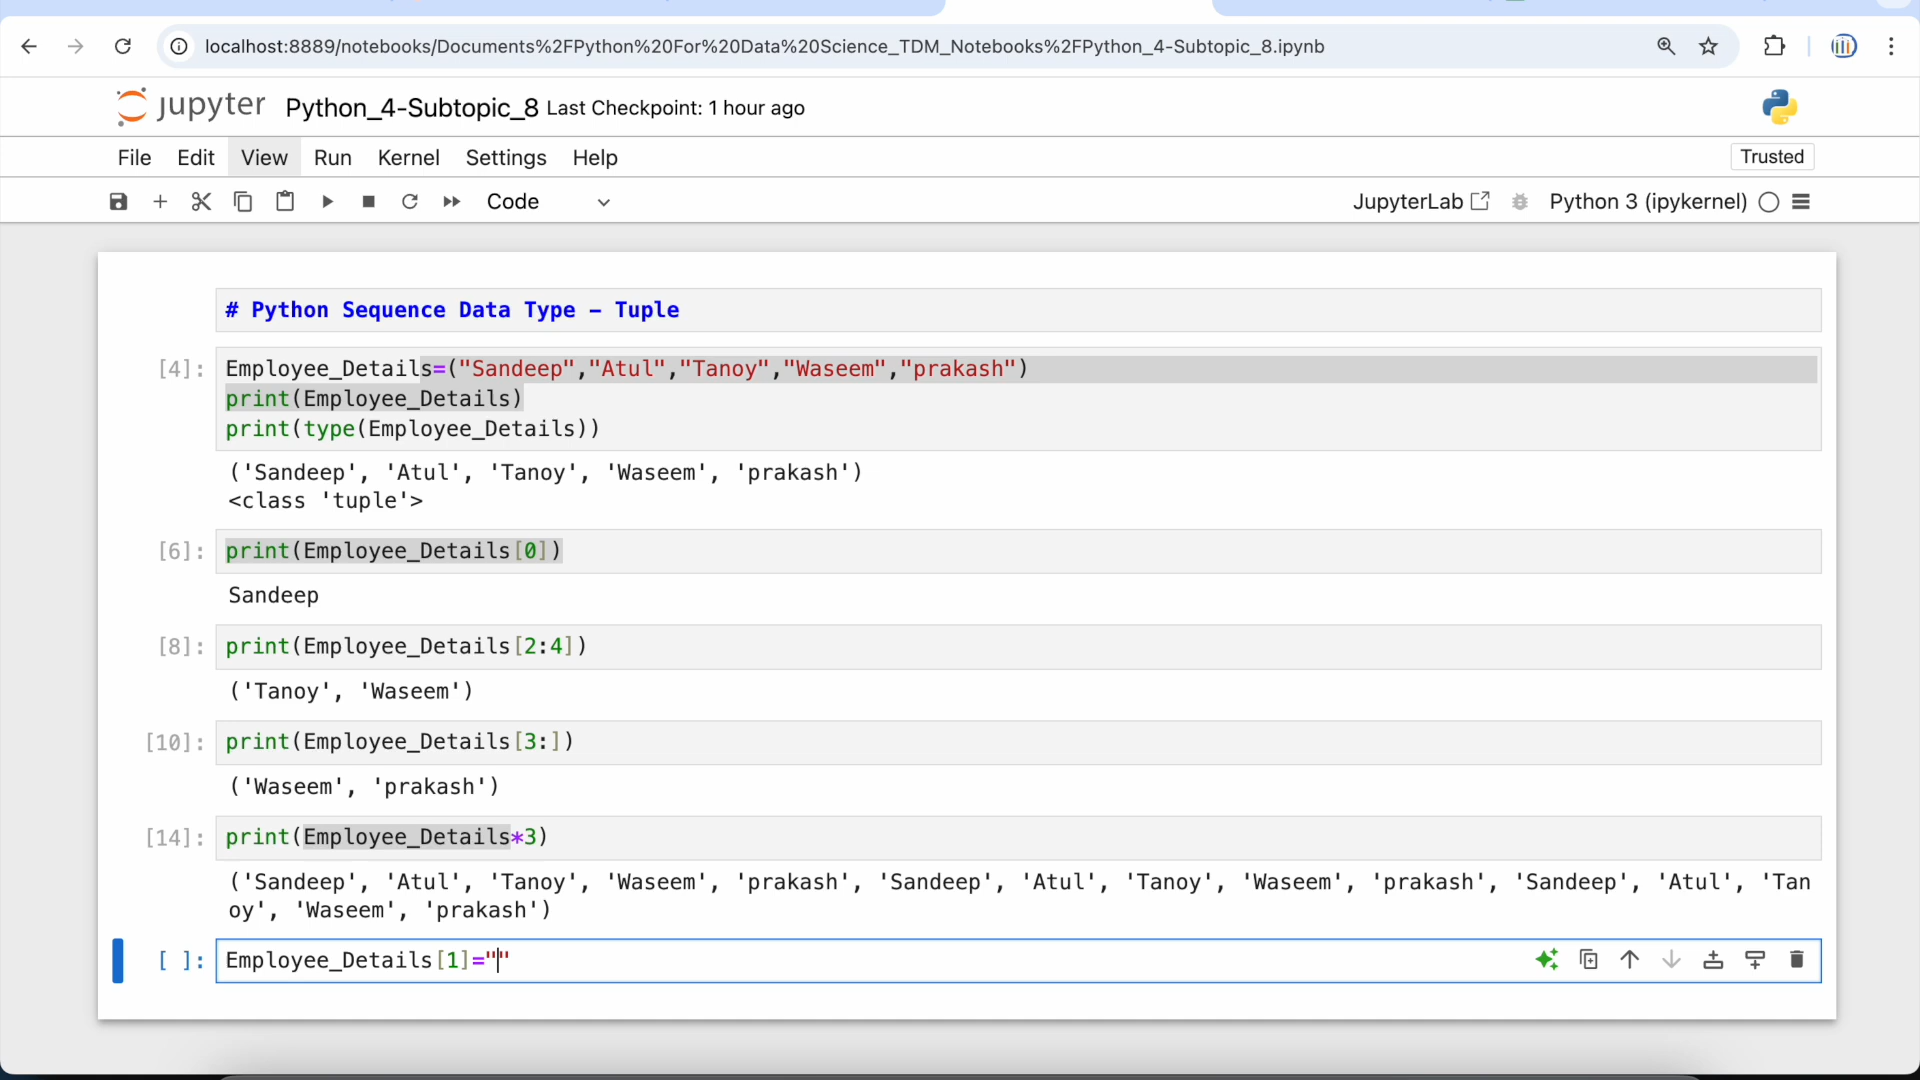 localhost:8889/notebooks/Documents%2FPython%20For%20Data%20Science_TDM_Notebooks%2FPython_4-Subtopic_8.ipynb
jupyter Python_4-Subtopic_8 Last Checkpoint: 1 hour ago
File Edit View Run Kernel Settings Help Trusted
Code JupyterLab Python 3 (ipykernel)
# Python Sequence Data Type - Tuple
[4]: Employee_Details=("Sandeep","Atul","Tanoy","Waseem","prakash")
print(Employee_Details)
print(type(Employee_Details))
('Sandeep', 'Atul', 'Tanoy', 'Waseem', 'prakash')
<class 'tuple'>
[6]: print(Employee_Details[0])
Sandeep
[8]: print(Employee_Details[2:4])
('Tanoy', 'Waseem')
[10]: print(Employee_Details[3:])
('Waseem', 'prakash')
[14]: print(Employee_Details*3)
('Sandeep', 'Atul', 'Tanoy', 'Waseem', 'prakash', 'Sandeep', 'Atul', 'Tanoy', 'Waseem', 'prakash', 'Sandeep', 'Atul', 'Tan
oy', 'Waseem', 'prakash')
[ ]: Employee_Details[1]=""